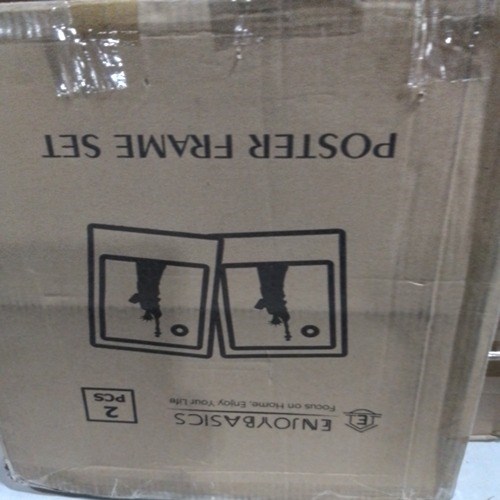 E ENJOYBASICS
Focus on Home, Enjoy Your Life
2
PCS
POSTER FRAME SET